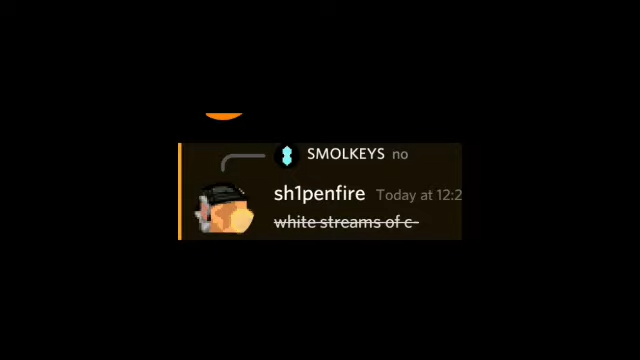 SMOLKEYS no
sh1penfire Today at 12:2
white streams of c-